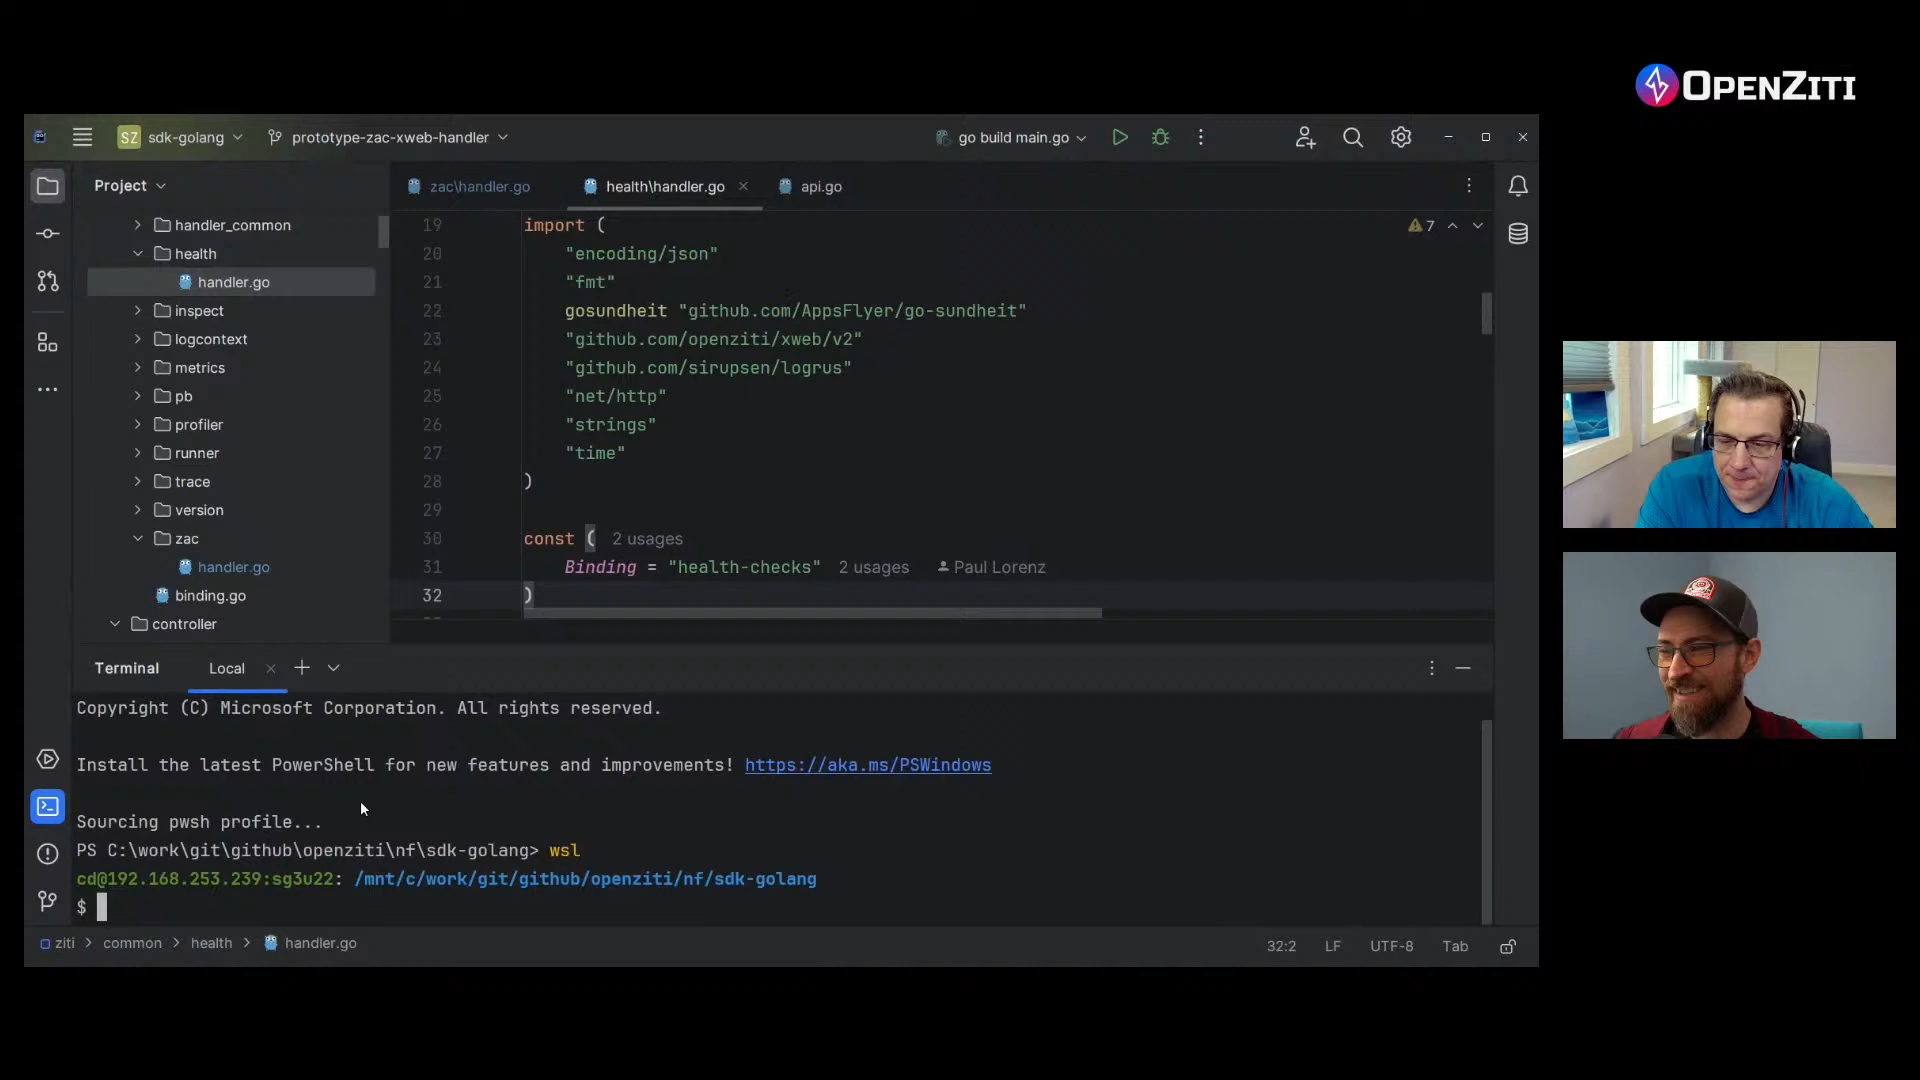 OPENZITI
SZ sdk-golang prototype-zac-xweb-handler go build main.go
Project
zac\handler.go health\handler.go api.go
handler_common
health
handler.go
inspect
logcontext
metrics
pb
profiler
runner
trace
version
zac
handler.go
binding.go
controller
19 import (
20 "encoding/json"
21 "fmt"
22 gosundheit "github.com/AppsFlyer/go-sundheit"
23 "github.com/openziti/xweb/v2"
24 "github.com/sirupsen/logrus"
25 "net/http"
26 "strings"
27 "time"
28 )
29
30 const ( 2 usages
31 Binding = "health-checks" 2 usages Paul Lorenz
32 )
7
Terminal Local
Copyright (C) Microsoft Corporation. All rights reserved.
Install the latest PowerShell for new features and improvements! https://aka.ms/PSWindows
Sourcing pwsh profile...
PS C:\work\git\github\openziti\nf\sdk-golang> wsl
cd@192.168.253.239:sg3u22: /mnt/c/work/git/github/openziti/nf/sdk-golang
$
ziti > common > health > handler.go 32:2 LF UTF-8 Tab